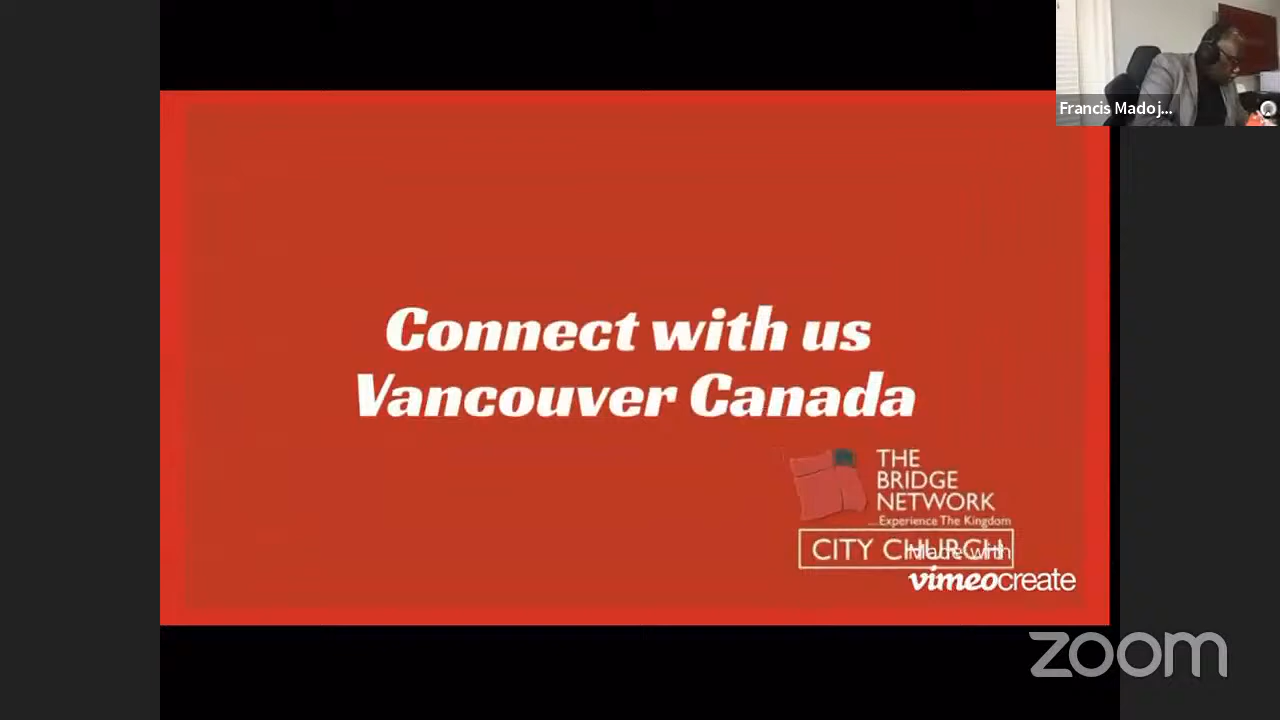 Francis Madoj...
Connect with us
Vancouver Canada
THE
BRIDGE
NETWORK
...Experience The Kingdom
CITY CHURCH
Made with
vimeocreate
zoom